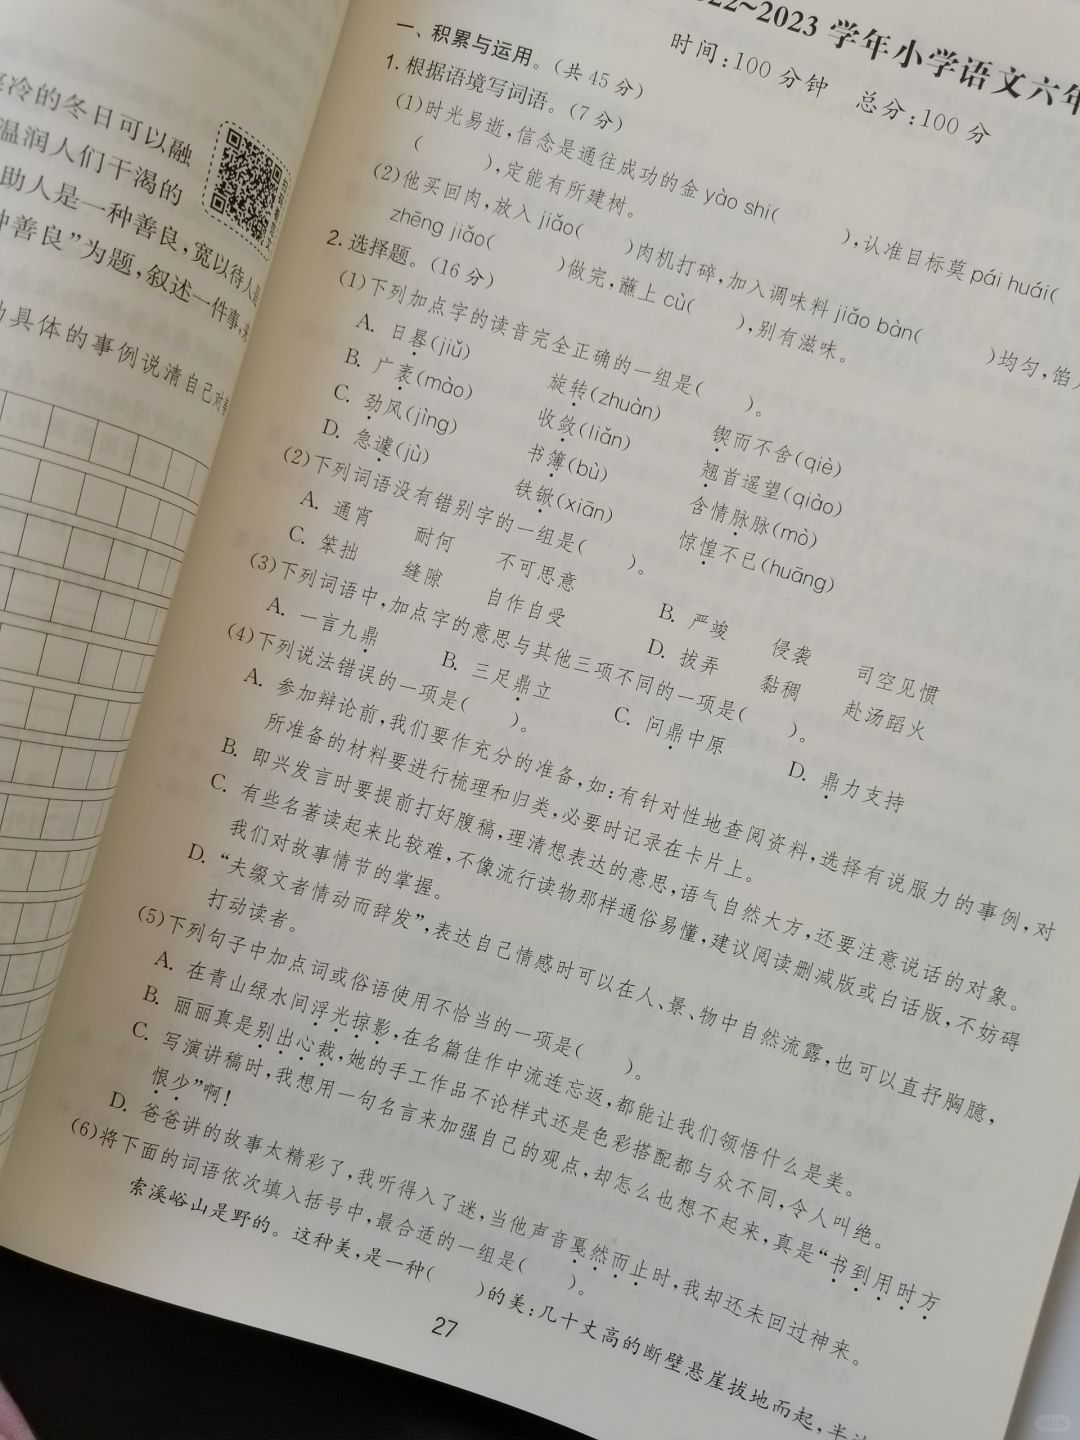 寒冷的冬日可以融
温润人们干渴的
助人是一种善良,宽以待人是
种善良”为题,叙述一件事,
具体的事例说清自己对善
2022~2023 学年小学语文六年
时间:100 分钟 总分:100 分
一、积累与运用。(共 45 分)
1. 根据语境写词语。(7 分)
(1)时光易逝,信念是通往成功的金 yào shi( ),认准目标莫 pái huái(
( ),定能有所建树。
(2)他买回肉,放入 jiǎo( )肉机打碎,加入调味料 jiǎo bàn( )均匀,馅
zhēng jiǎo( )做完,蘸上 cù( ),别有滋味。
2. 选择题。(16 分)
(1)下列加点字的读音完全正确的一组是( )。
A. 日晷(jiǔ) 旋转(zhuàn) 锲而不舍(qiè)
B. 广袤(mào) 收敛(liǎn) 翘首遥望(qiào)
C. 劲风(jìng) 书簿(bù) 含情脉脉(mò)
D. 急遽(jù) 铁锨(xiān) 惊惶不已(huāng)
(2)下列词语没有错别字的一组是( )。
A. 通宵 耐何 不可思意 B. 严骏 侵袭 司空见惯
C. 笨拙 缝隙 自作自受 D. 拔弄 黏稠 赴汤蹈火
(3)下列词语中,加点字的意思与其他三项不同的一项是( )。
A. 一言九鼎 B. 三足鼎立 C. 问鼎中原 D. 鼎力支持
(4)下列说法错误的一项是( )。
A. 参加辩论前,我们要作充分的准备,如:有针对性地查阅资料,选择有说服力的事例,对
所准备的材料要进行梳理和归类,必要时记录在卡片上。
B. 即兴发言时要提前打好腹稿,理清想表达的意思,语气自然大方,还要注意说话的对象。
C. 有些名著读起来比较难,不像流行读物那样通俗易懂,建议阅读删减版或白话版,不妨碍
我们对故事情节的掌握。
D. “夫缀文者情动而辞发”,表达自己情感时可以在人、景、物中自然流露,也可以直抒胸臆,
打动读者。
(5)下列句子中加点词或俗语使用不恰当的一项是( )。
A. 在青山绿水间浮光掠影,在名篇佳作中流连忘返,都能让我们领悟什么是美。
B. 丽丽真是别出心裁,她的手工作品不论样式还是色彩搭配都与众不同,令人叫绝。
C. 写演讲稿时,我想用一句名言来加强自己的观点,却怎么也想不起来,真是“书到用时方
恨少”啊!
D. 爸爸讲的故事太精彩了,我听得入了迷,当他声音戛然而止时,我却还未回过神来。
(6)将下面的词语依次填入括号中,最合适的一组是( )。
索溪峪山是野的。这种美,是一种( )的美:几十丈高的断壁悬崖拔地而起,半
27
小红书